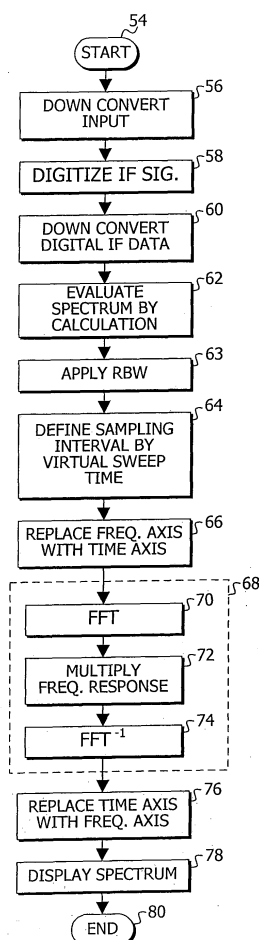 54
START
56
DOWN CONVERT
INPUT
58
DIGITIZE IF SIG.
60
DOWN CONVERT
DIGITAL IF DATA
62
EVALUATE
SPECTRUM BY
CALCULATION
63
APPLY RBW
64
DEFINE SAMPLING
INTERVAL BY
VIRTUAL SWEEP
TIME
66
REPLACE FREQ. AXIS
WITH TIME AXIS
68
70
FFT
72
MULTIPLY
FREQ. RESPONSE
74
FFT -1
76
REPLACE TIME AXIS
WITH FREQ. AXIS
78
DISPLAY SPECTRUM
END
80